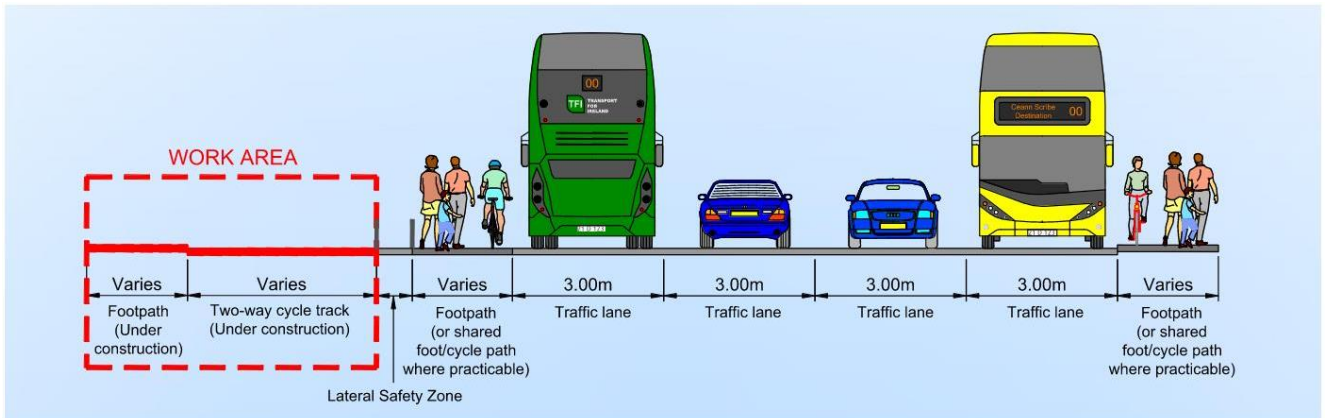 WORK AREA
00
TFI
TRANSPORT
FOR
IRELAND
Ceann Scribe
Destination
00
Varies
Varies
Varies
3.00m
3.00m
3.00m
3.00m
Varies
Footpath
(Under
construction)
Two-way cycle track
(Under construction)
Footpath
(or shared
foot/cycle path
where practicable)
Traffic lane
Traffic lane
Traffic lane
Traffic lane
Footpath
(or shared
foot/cycle path
where practicable)
Lateral Safety Zone